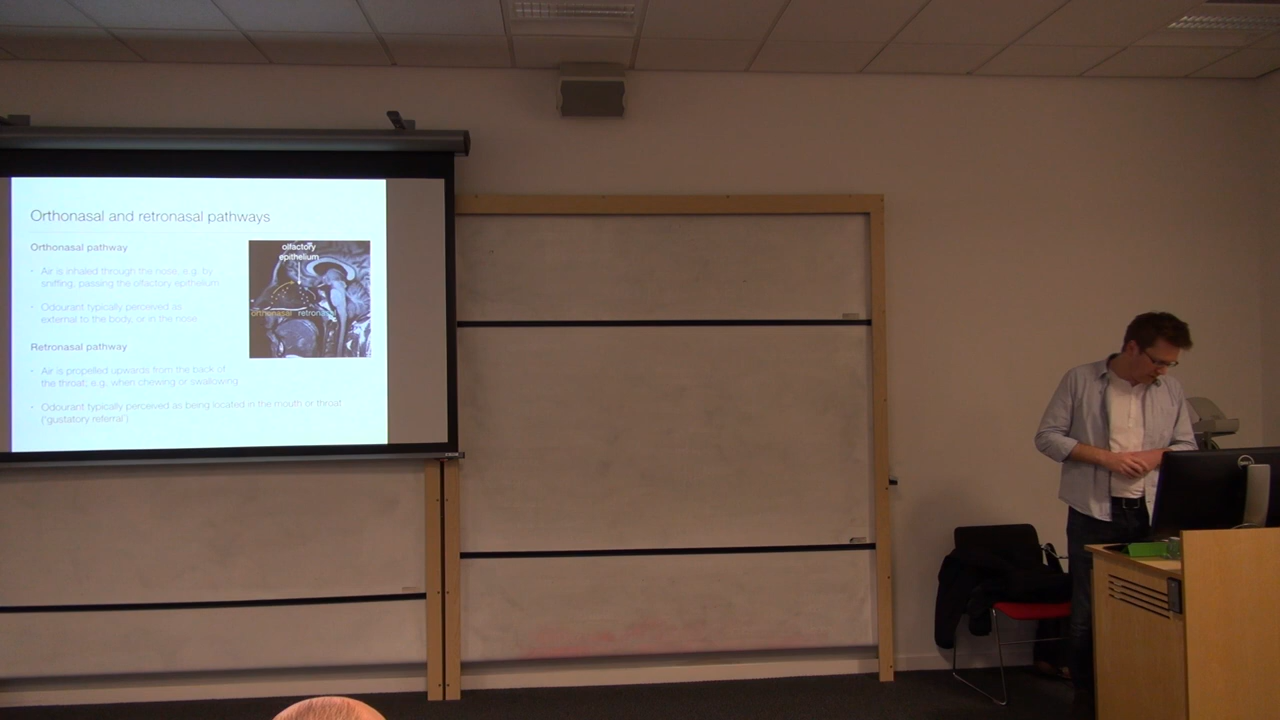 Orthonasal and retronasal pathways
Orthonasal pathway
Air is inhaled through the nose, e.g. by
sniffing, passing the olfactory epithelium
Odourant typically perceived as
external to the body, or in the nose
olfactory
epithelium
orthonasal retronasal
Retronasal pathway
Air is propelled upwards from the back of
the throat, e.g. when chewing or swallowing
Odourant typically perceived as being located in the mouth or throat
('gustatory referral')